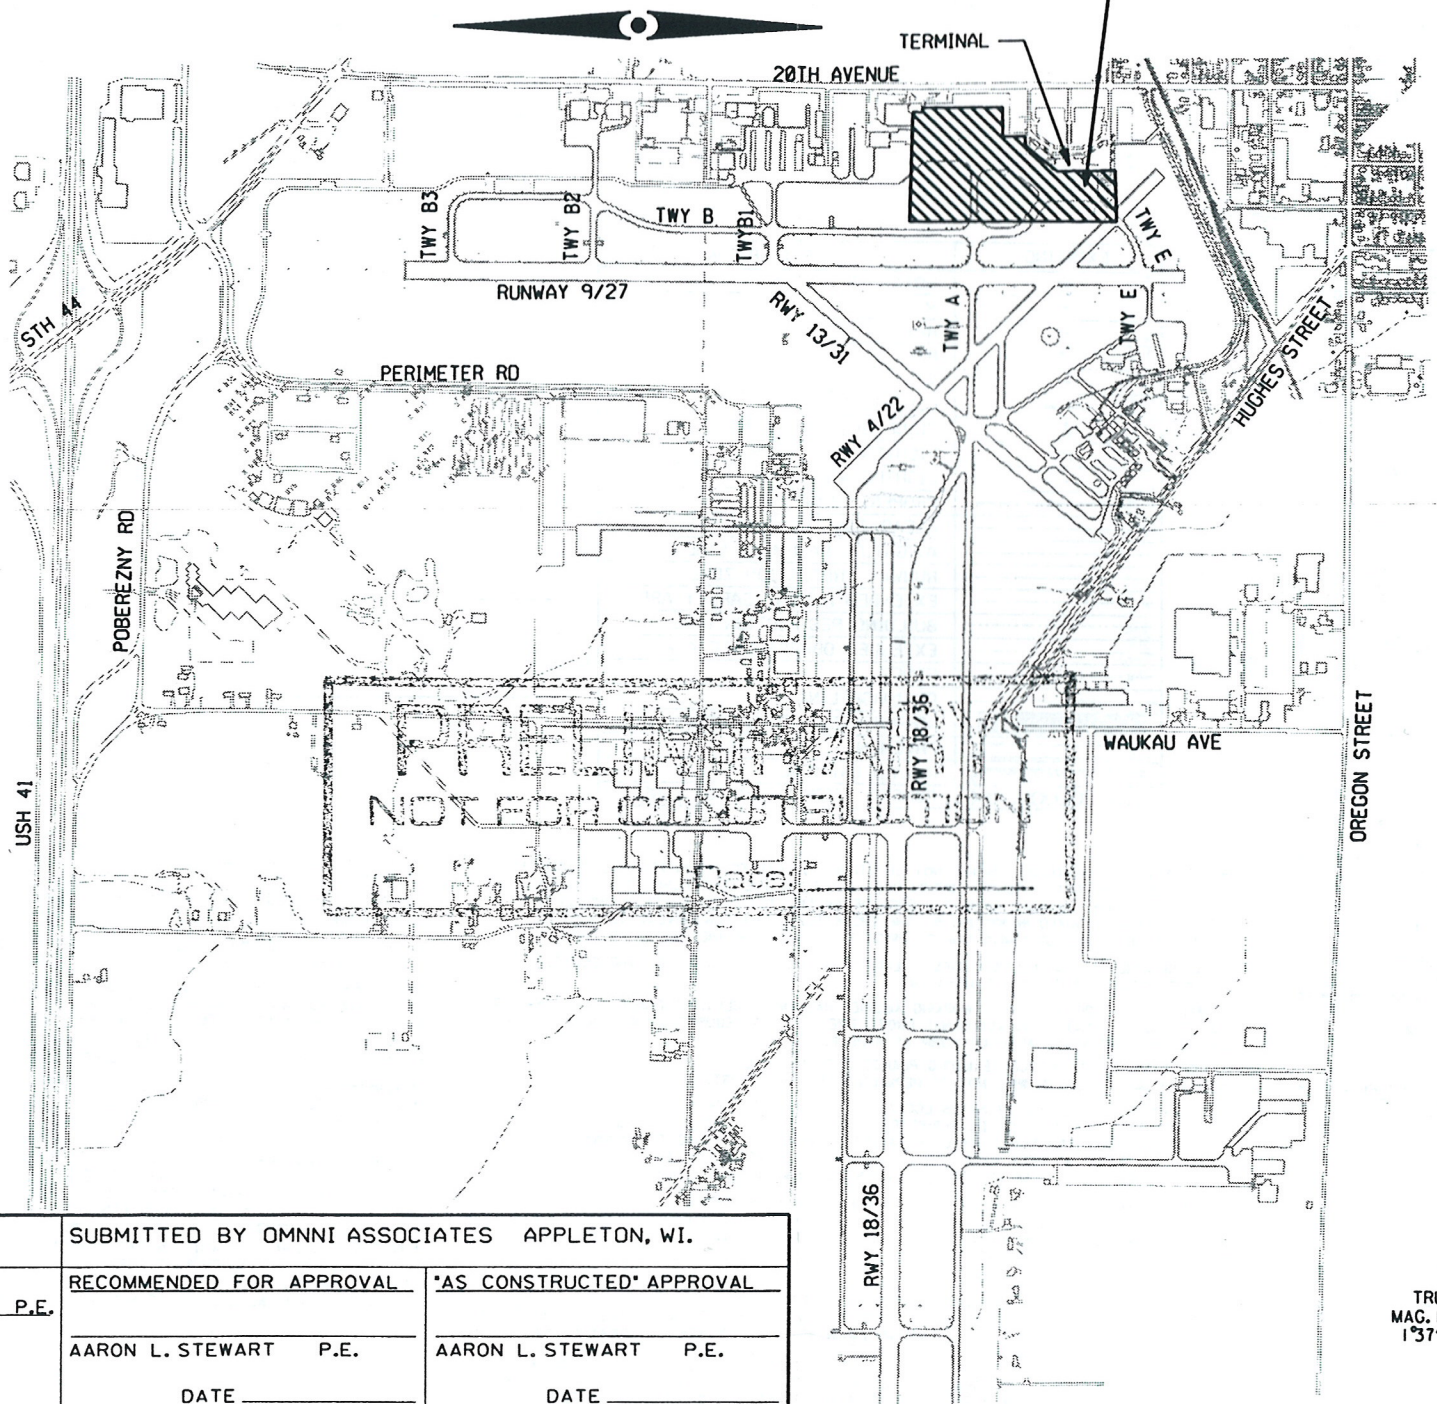 TERMINAL
20TH AVENUE
TWY B3
TWY B2
TWY B
TWY B1
TWY E
STH 44
RUNWAY 9/27
RWY 13/31
TWY A
TWY E
HUGHES STREET
PERIMETER RD
RWY 4/22
POBEREZNY RD
PRELIMINARY
RWY 18/36
WAUKAU AVE
OREGON STREET
USH 41
NOT FOR CONSTRUCTION
Date:
RWY 18/36
SUBMITTED BY OMNNI ASSOCIATES APPLETON, WI.
RECOMMENDED FOR APPROVAL
"AS CONSTRUCTED" APPROVAL
P.E.
AARON L. STEWART P.E.
AARON L. STEWART P.E.
DATE
DATE
MAG.